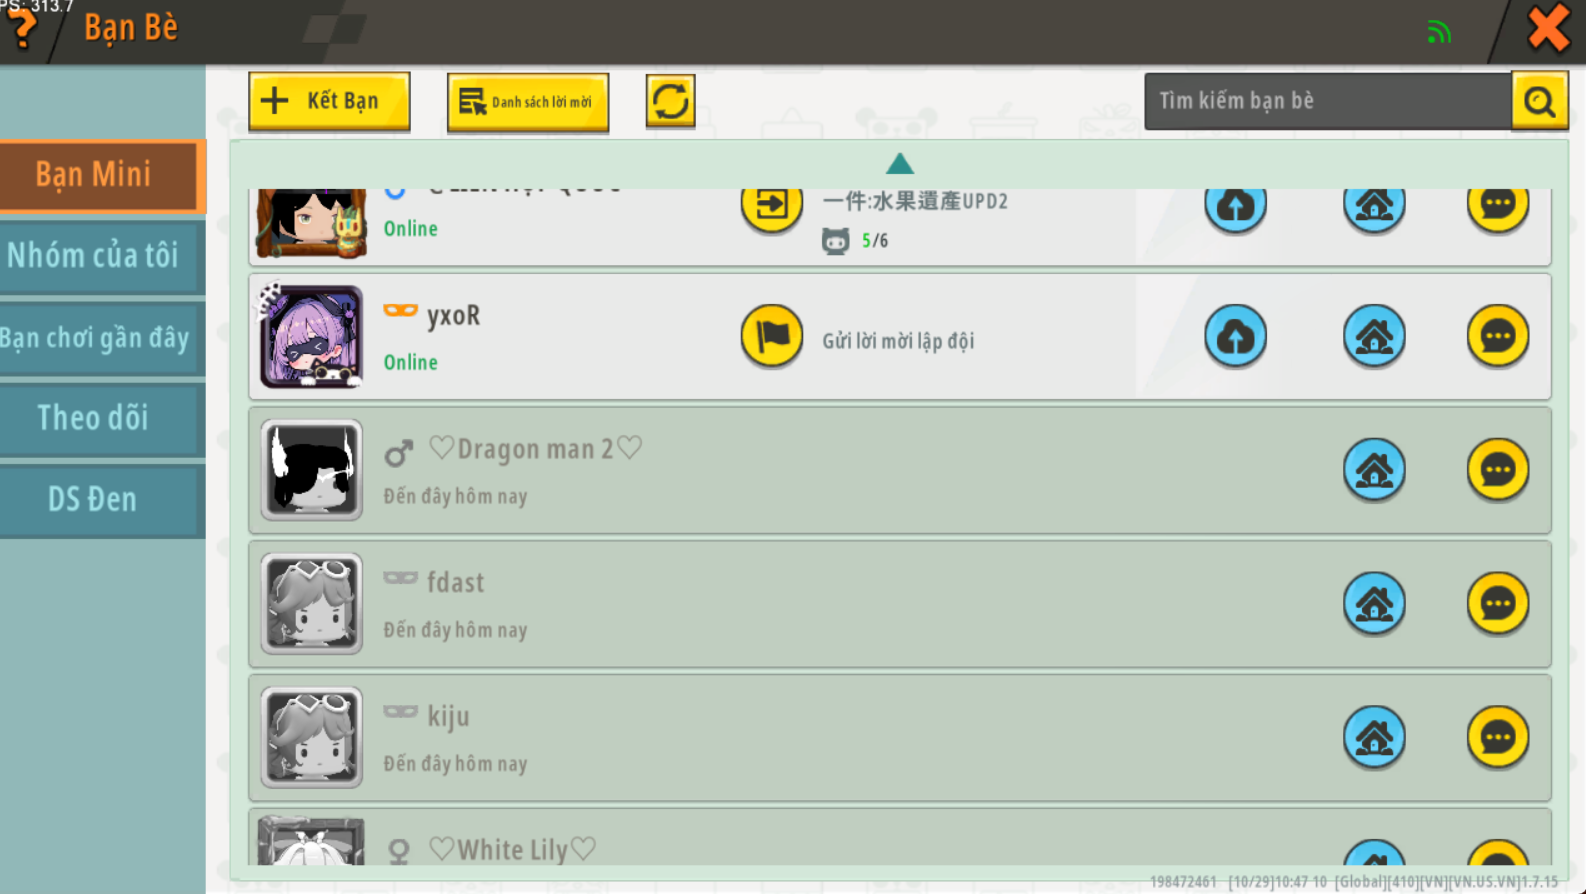 PS: 313.7
Bạn Bè
Kết Bạn
Danh sách lời mời
Tìm kiếm bạn bè
Bạn Mini
Nhóm của tôi
Bạn chơi gần đây
Theo dõi
DS Đen
一件:水果遺產UPD2
Online
5/6
yxoR
Gửi lời mời lập đội
Online
♡Dragon man 2♡
Đến đây hôm nay
fdast
Đến đây hôm nay
kiju
Đến đây hôm nay
♡White Lily♡
198472461 [10/29]10:47 10 [Global][410][VN][VN.US.VN]1.7.15